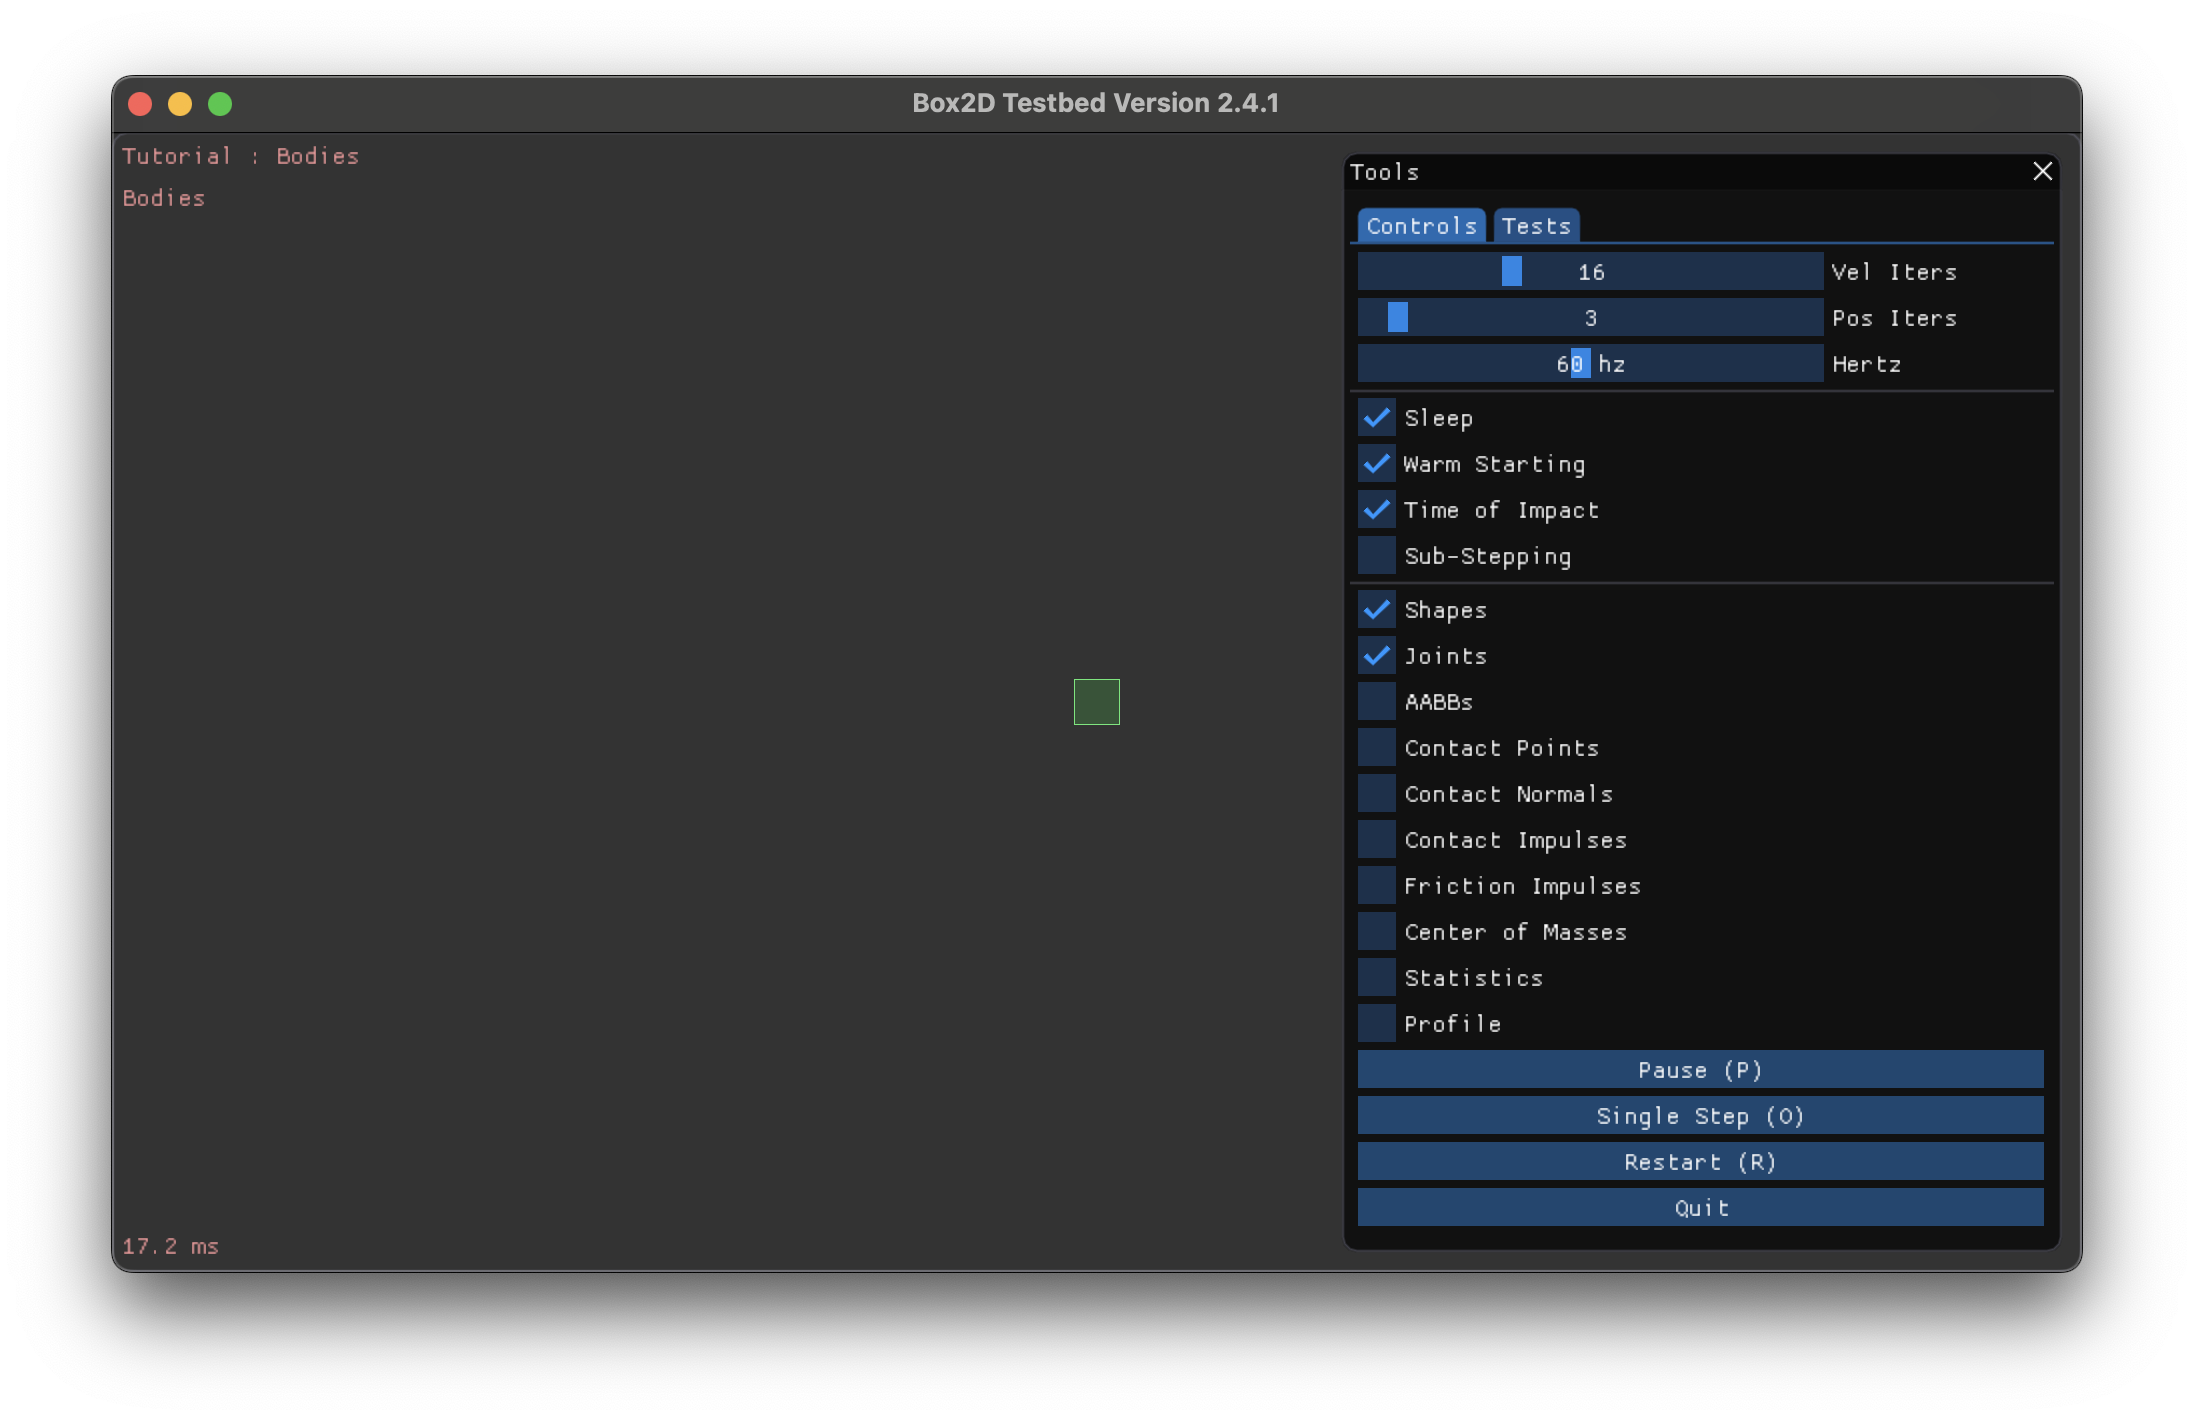 Box2D Testbed Version 2.4.1
Tutorial : Bodies
Bodies
Tools
Controls Tests
16 Vel Iters
3 Pos Iters
60 hz Hertz
Sleep
Warm Starting
Time of Impact
Sub-Stepping
Shapes
Joints
AABBs
Contact Points
Contact Normals
Contact Impulses
Friction Impulses
Center of Masses
Statistics
Profile
Pause (P)
Single Step (O)
Restart (R)
Quit
17.2 ms